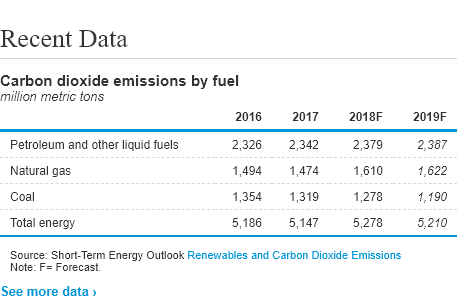 Recent Data
Carbon dioxide emissions by fuel
million metric tons
2016 2017 2018F 2019F
Petroleum and other liquid fuels 2,326 2,342 2,379 2,387
Natural gas 1,494 1,474 1,610 1,622
Coal 1,354 1,319 1,278 1,190
Total energy 5,186 5,147 5,278 5,210
Source: Short-Term Energy Outlook Renewables and Carbon Dioxide Emissions
Note: F= Forecast.
See more data ›